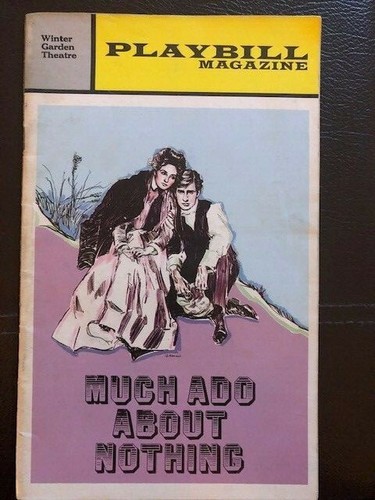 Winter
Garden
Theatre
PLAYBILL
MAGAZINE
MUCH ADO
ABOUT
NOTHING